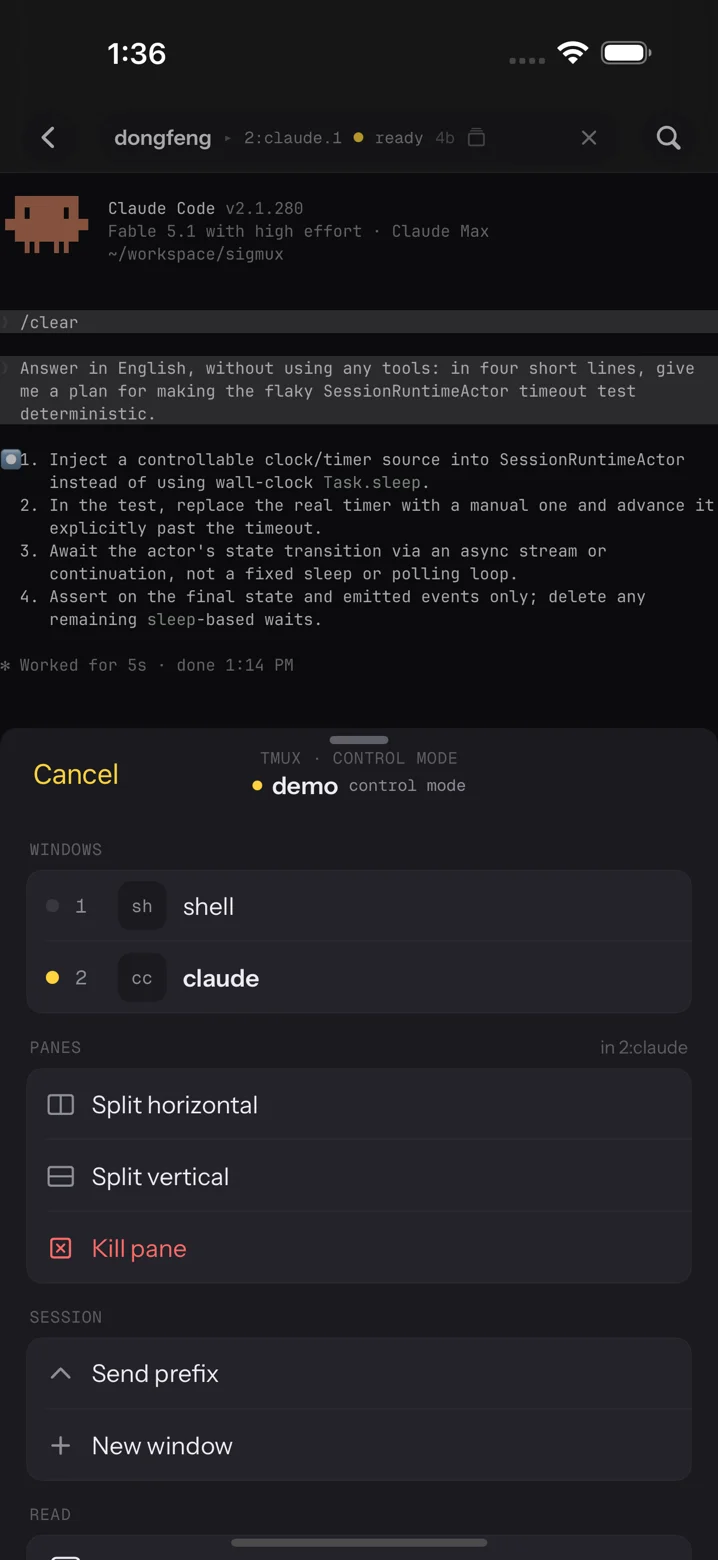 1:36
dongfeng ▸ 2:claude.1 ready 4b
Claude Code v2.1.280
Fable 5.1 with high effort · Claude Max
~/workspace/sigmux
/clear
Answer in English, without using any tools: in four short lines, give
me a plan for making the flaky SessionRuntimeActor timeout test
deterministic.
1. Inject a controllable clock/timer source into SessionRuntimeActor
instead of using wall-clock Task.sleep.
2. In the test, replace the real timer with a manual one and advance it
explicitly past the timeout.
3. Await the actor's state transition via an async stream or
continuation, not a fixed sleep or polling loop.
4. Assert on the final state and emitted events only; delete any
remaining sleep-based waits.
✻ Worked for 5s · done 1:14 PM
TMUX · CONTROL MODE
Cancel
demo control mode
WINDOWS
1 sh shell
2 cc claude
PANES in 2:claude
Split horizontal
Split vertical
Kill pane
SESSION
Send prefix
New window
READ